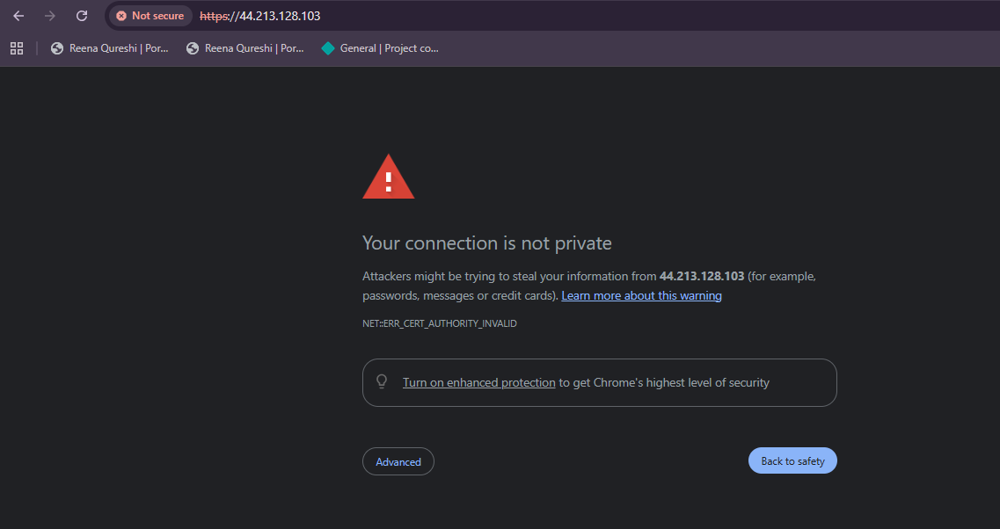 Not secure https://44.213.128.103
Reena Qureshi | Por... Reena Qureshi | Por... General | Project co...
Your connection is not private
Attackers might be trying to steal your information from 44.213.128.103 (for example,
passwords, messages or credit cards). Learn more about this warning
NET::ERR_CERT_AUTHORITY_INVALID
Turn on enhanced protection to get Chrome's highest level of security
Advanced Back to safety